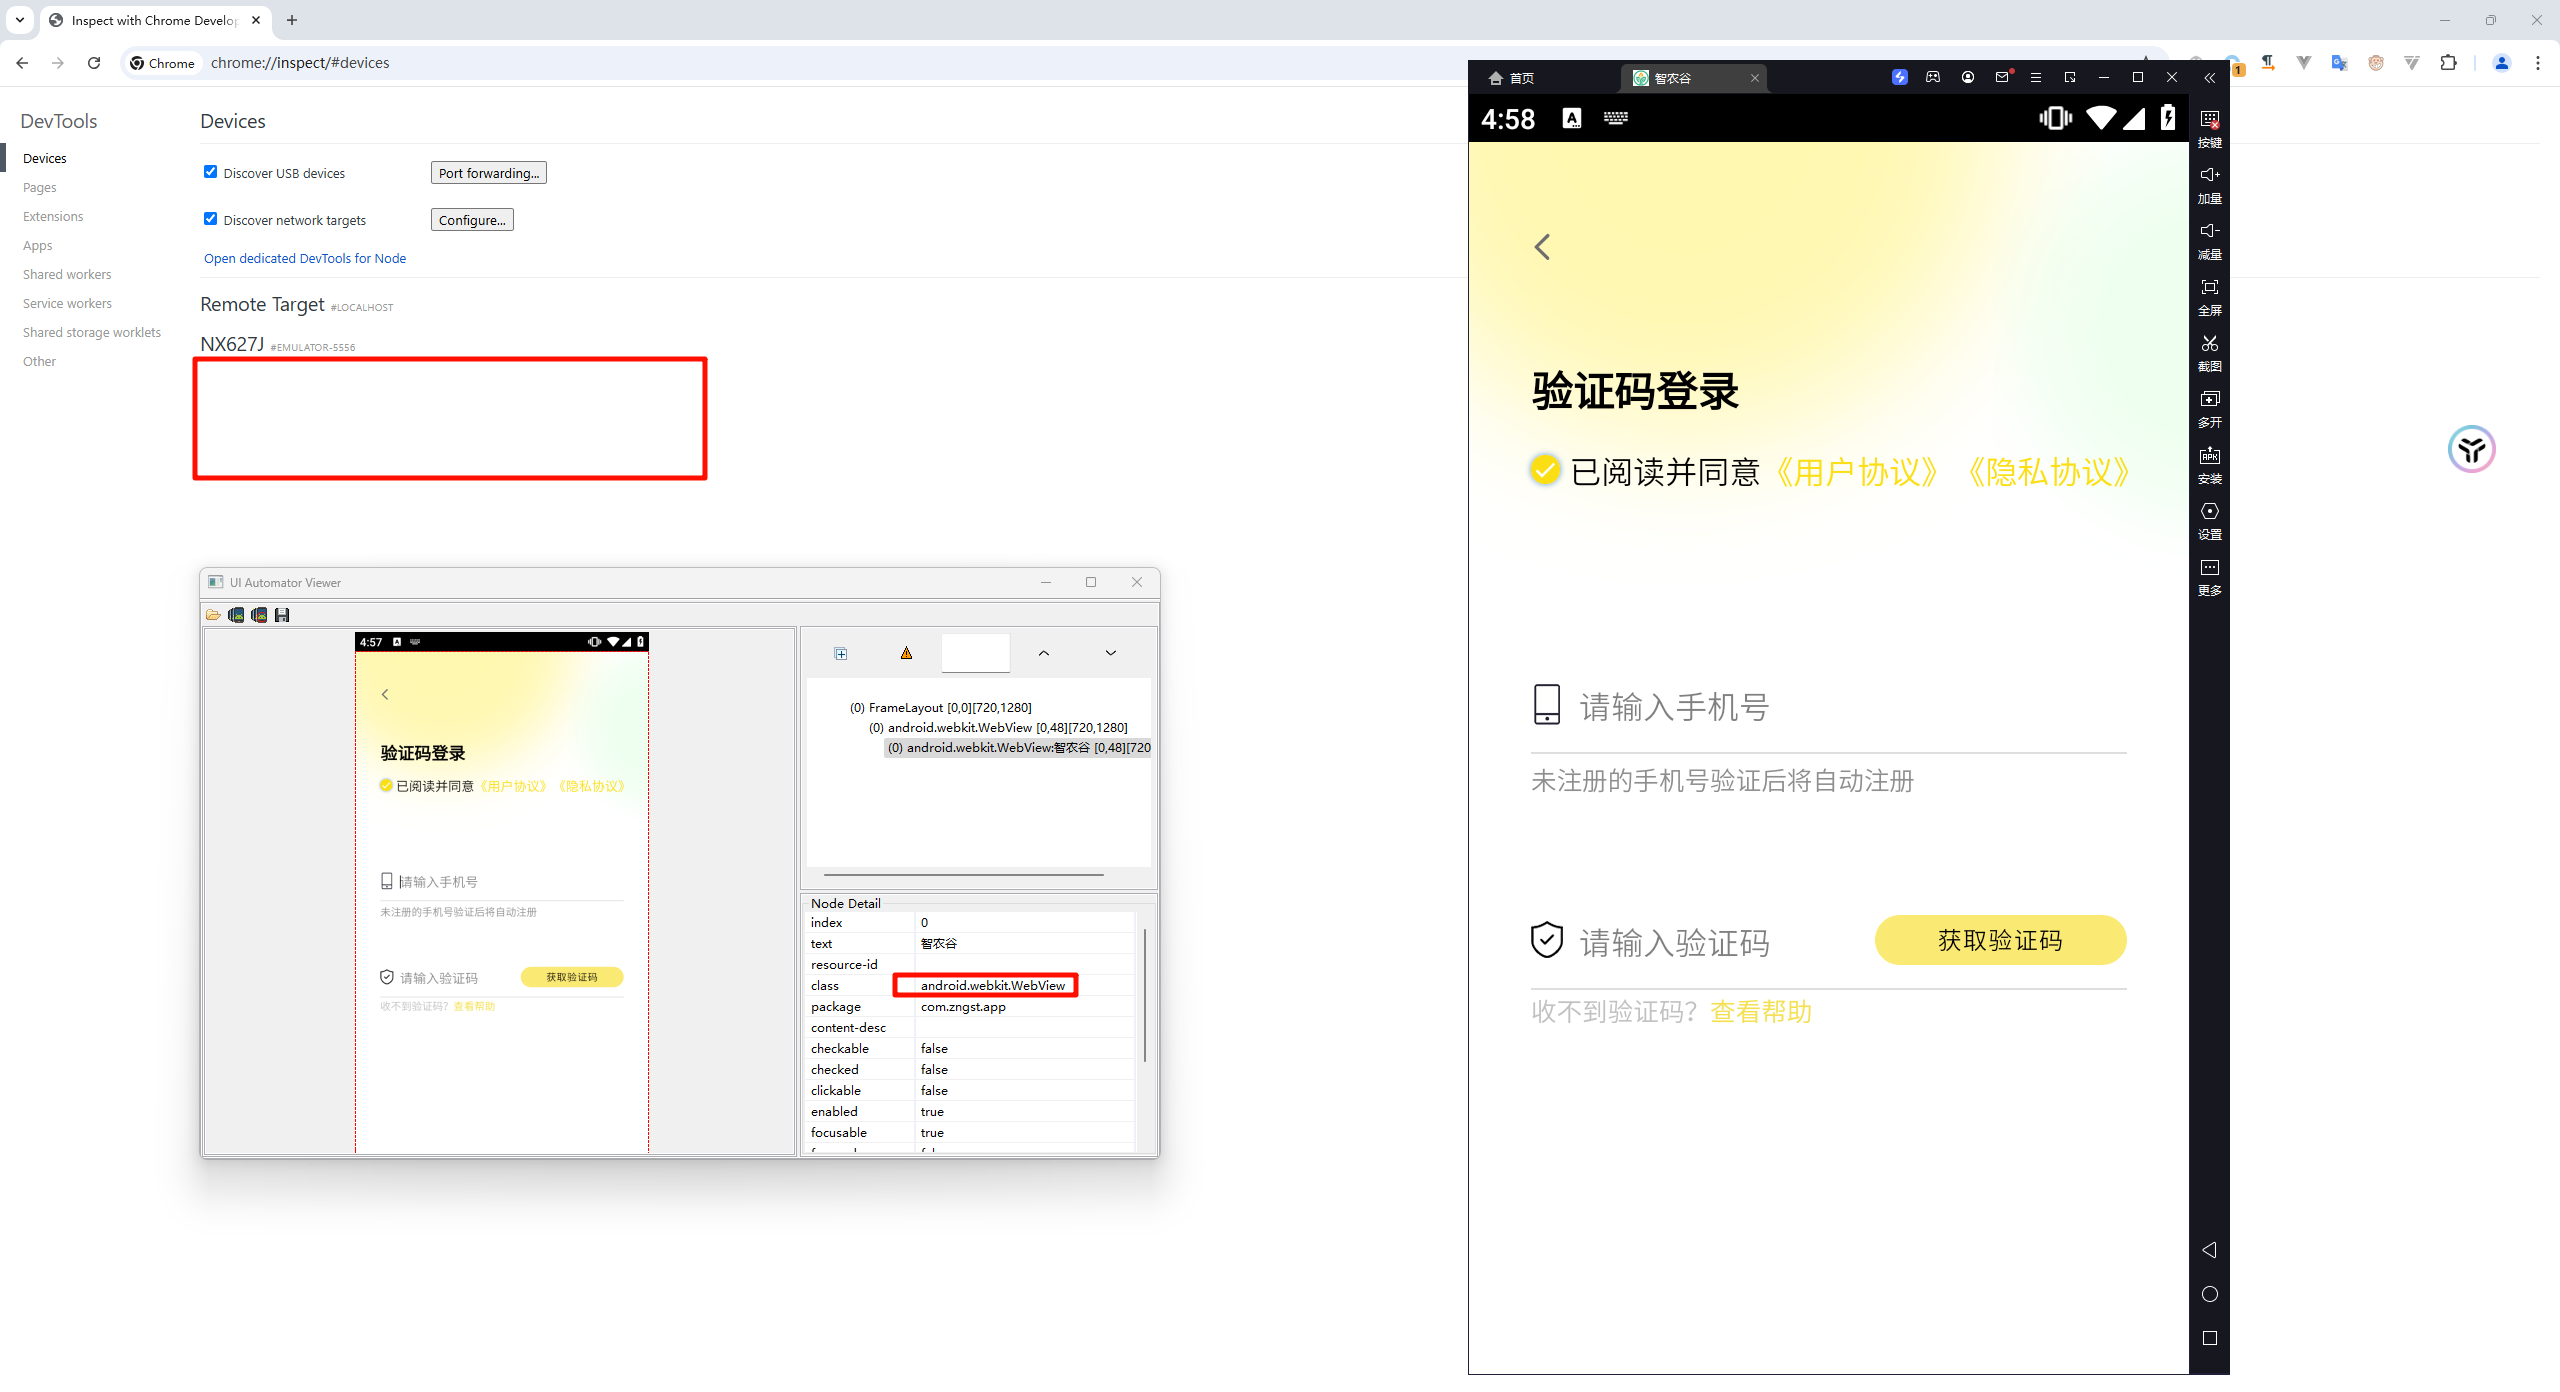 Inspect with Chrome Develop
Chrome
chrome://inspect/#devices
1
DevTools
Devices
Pages
Extensions
Apps
Shared workers
Service workers
Shared storage worklets
Other
Devices
Discover USB devices
Port forwarding...
Discover network targets
Configure...
Open dedicated DevTools for Node
Remote Target #LOCALHOST
NX627J #EMULATOR-5556
UI Automator Viewer
4:57
验证码登录
已阅读并同意《用户协议》《隐私协议》
请输入手机号
未注册的手机号验证后将自动注册
请输入验证码
获取验证码
收不到验证码？查看帮助
(0) FrameLayout [0,0][720,1280]
(0) android.webkit.WebView [0,48][720,1280]
(0) android.webkit.WebView:智农谷 [0,48][720
Node Detail
index 0
text 智农谷
resource-id
class android.webkit.WebView
package com.zngst.app
content-desc
checkable false
checked false
clickable false
enabled true
focusable true
首页
智农谷
4:58
验证码登录
已阅读并同意《用户协议》《隐私协议》
请输入手机号
未注册的手机号验证后将自动注册
请输入验证码
获取验证码
收不到验证码？查看帮助
按键
加量
减量
全屏
截图
多开
APK
安装
设置
更多